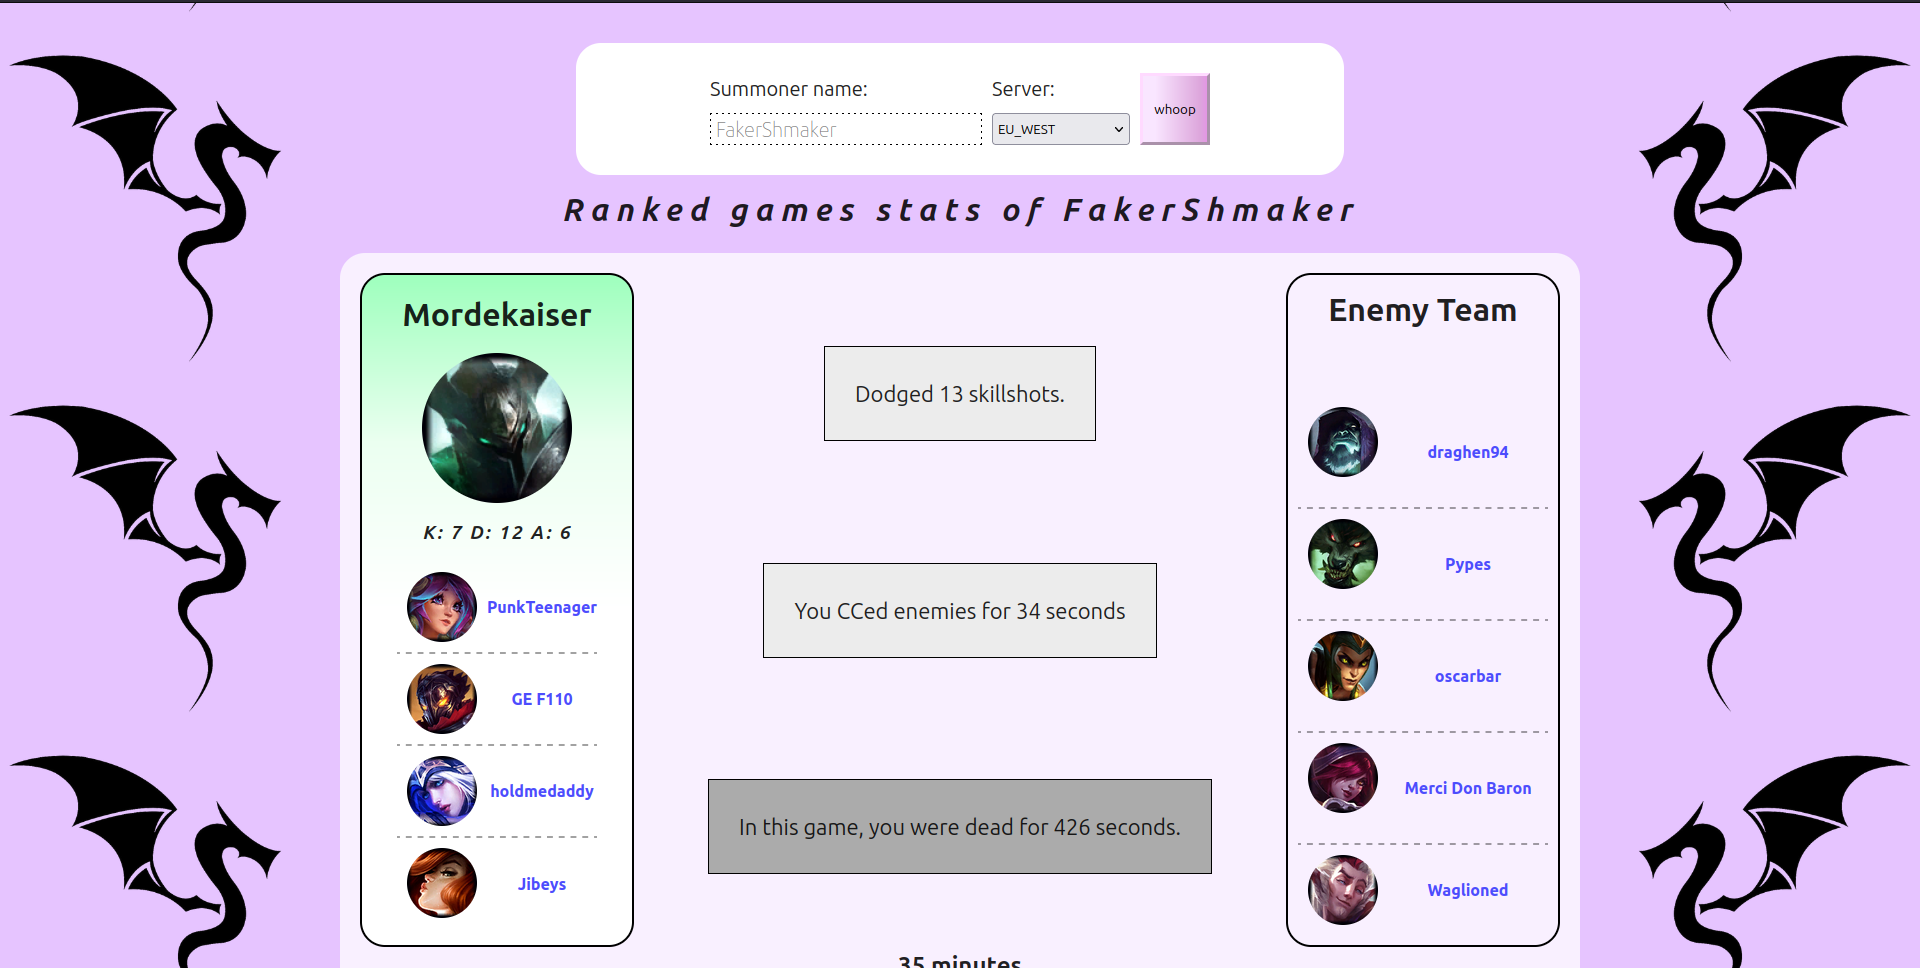 Summoner name:
Server:
FakerShmaker
EU_WEST
whoop
Ranked games stats of FakerShmaker
Mordekaiser
K: 7 D: 12 A: 6
PunkTeenager
GE F110
holdmedaddy
Jibeys
Dodged 13 skillshots.
You CCed enemies for 34 seconds
In this game, you were dead for 426 seconds.
35 minutes
Enemy Team
draghen94
Pypes
oscarbar
Merci Don Baron
Waglioned